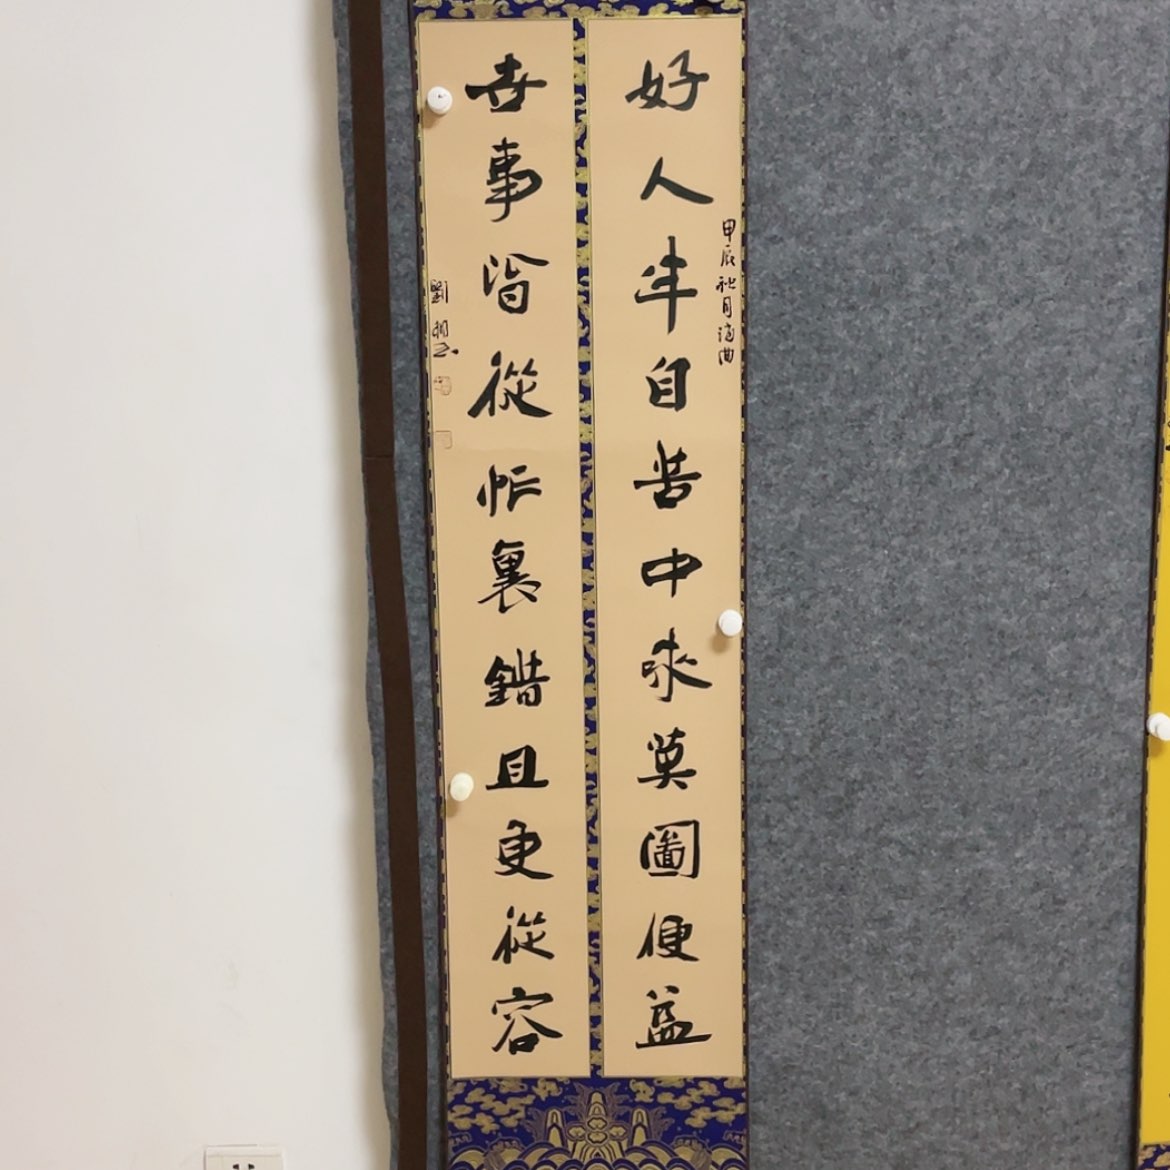 甲辰秋月
好人半自苦中來莫圖便益
世事皆從忙裏錯且更從容
劉